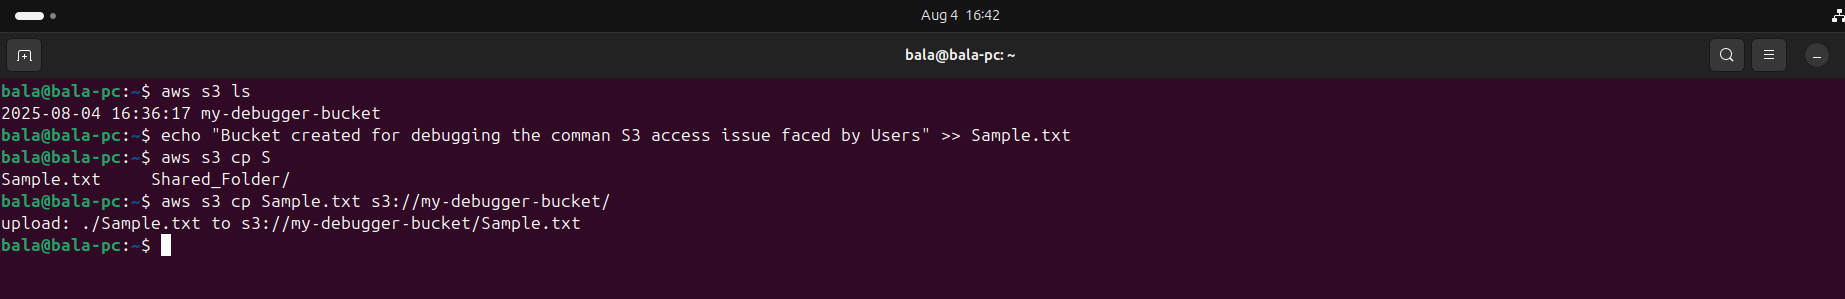 Aug 4 16:42
bala@bala-pc: ~
bala@bala-pc:~$ aws s3 ls
2025-08-04 16:36:17 my-debugger-bucket
bala@bala-pc:~$ echo "Bucket created for debugging the comman S3 access issue faced by Users" >> Sample.txt
bala@bala-pc:~$ aws s3 cp S
Sample.txt     Shared_Folder/
bala@bala-pc:~$ aws s3 cp Sample.txt s3://my-debugger-bucket/
upload: ./Sample.txt to s3://my-debugger-bucket/Sample.txt
bala@bala-pc:~$